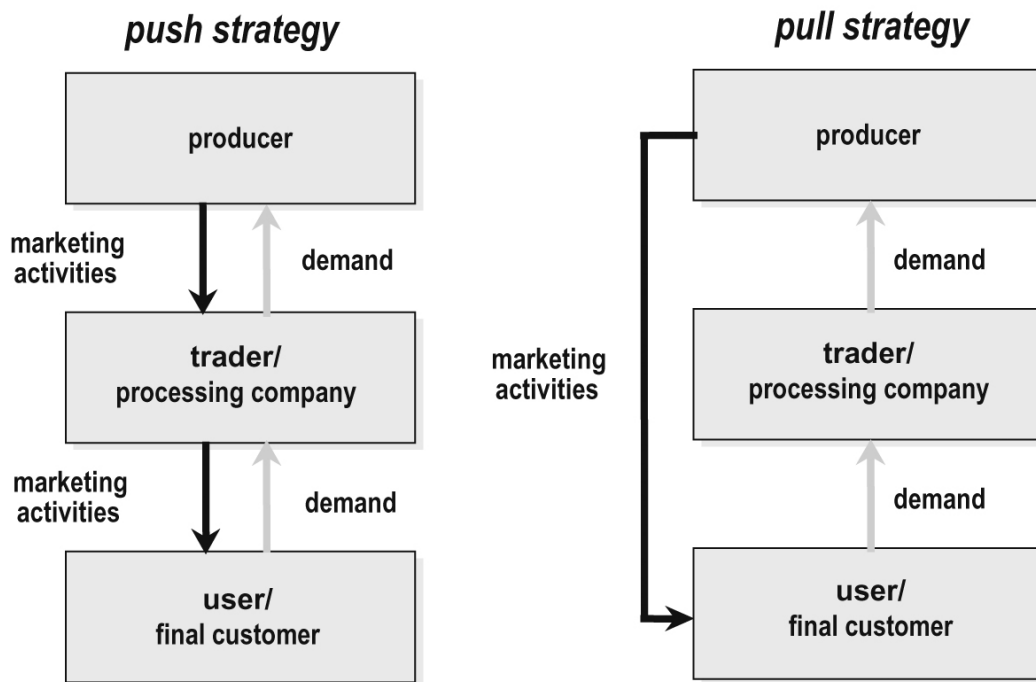 push strategy
producer
marketing
activities
demand
trader/
processing company
marketing
activities
demand
user/
final customer
pull strategy
producer
demand
marketing
activities
trader/
processing company
demand
user/
final customer